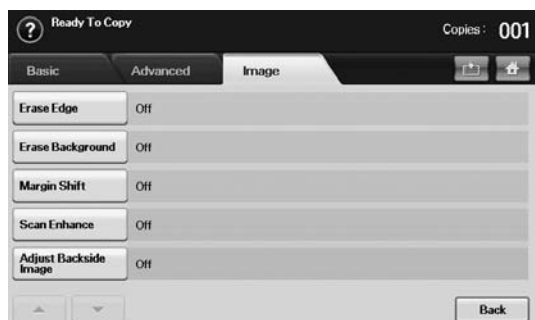 ? Ready To Copy
Copies: 001
Basic Advanced Image
Erase Edge Off
Erase Background Off
Margin Shift Off
Scan Enhance Off
Adjust Backside
Image
Off
Back